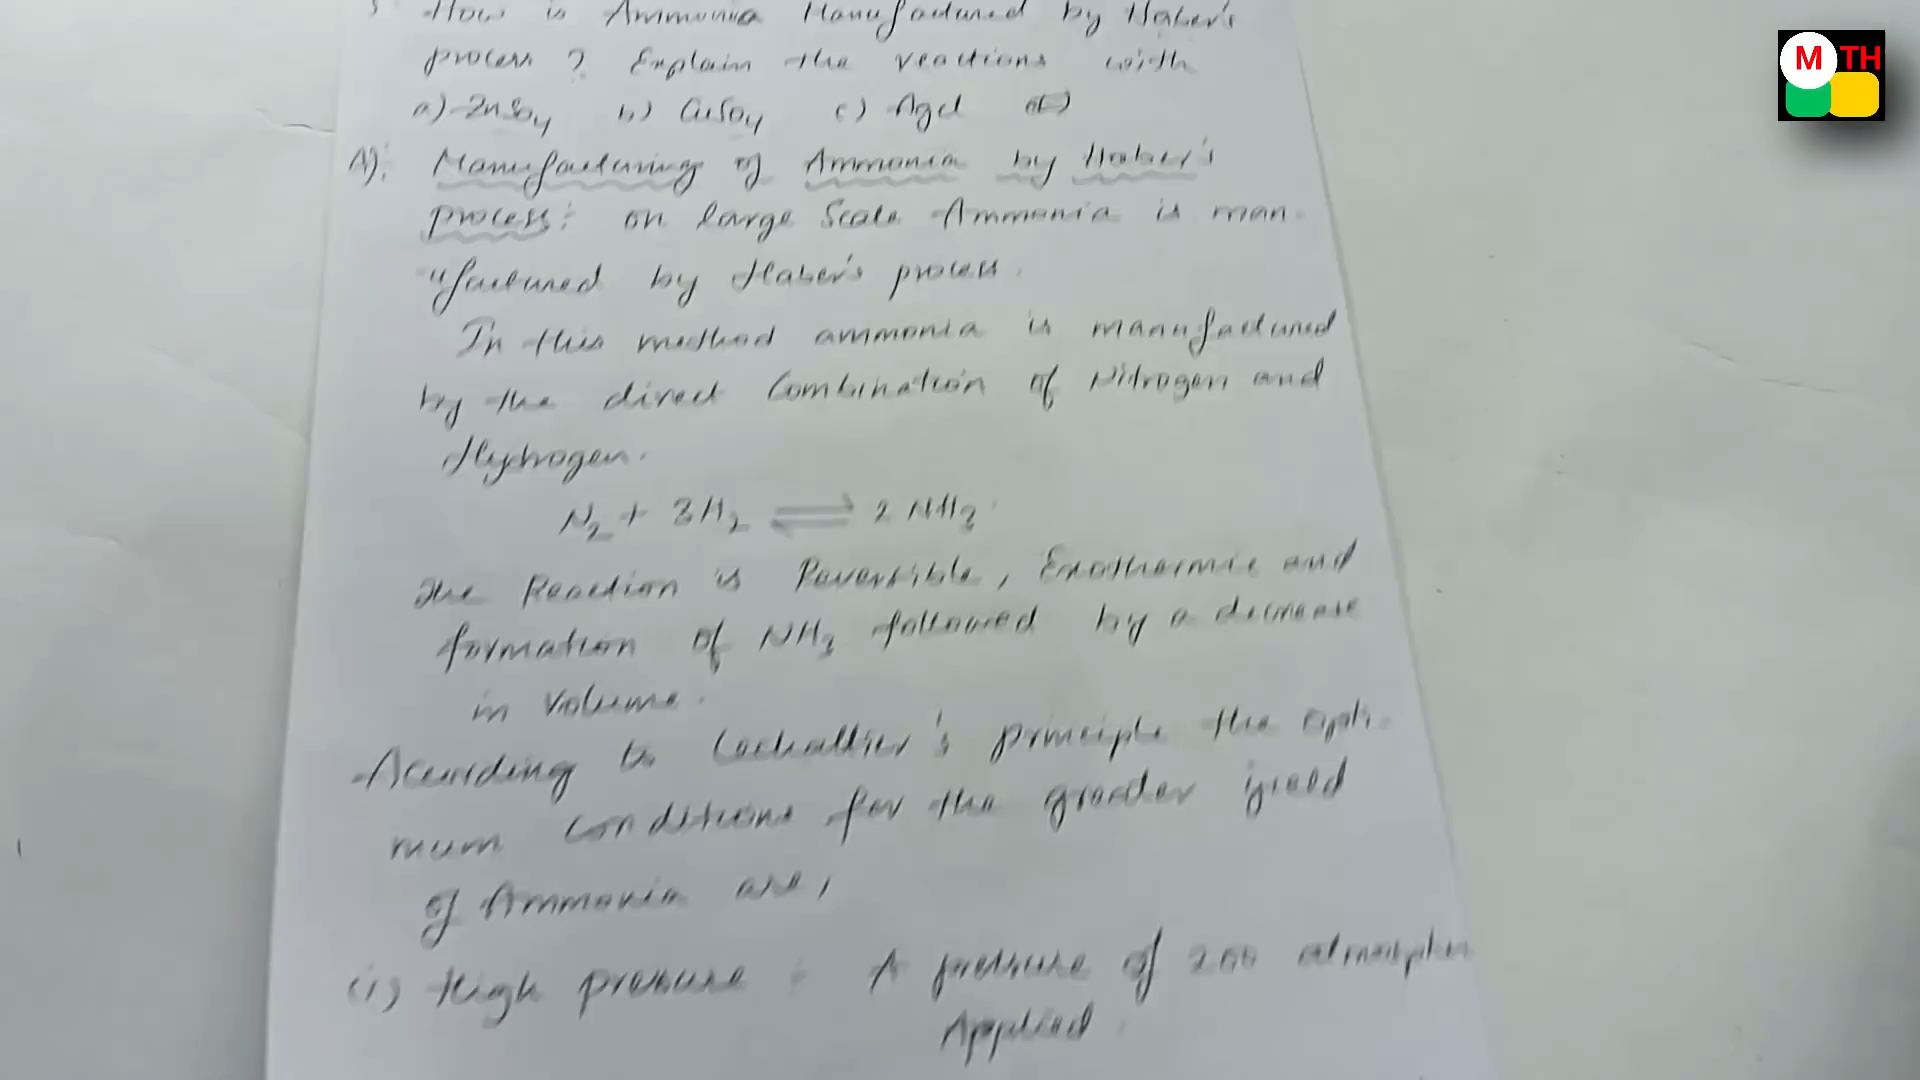 How is Ammonia Manufactured by Haber's
process ? Explain the reactions with
a) ZnSO4 b) CuSO4 c) Agcl
A): Manufacturing of Ammonia by Haber's
process: on large Scale Ammonia is man-
ufactured by Haber's process.
In this method ammonia is manufactured
by the direct Combination of Nitrogen and
Hydrogen.
N2 + 3H2 ⇌ 2 NH3
The Reaction is Reversible, Exothermic and
formation of NH3 followed by a decrease
in volume.
According to Lechatlier's principle the opti-
mum conditions for the greater yield
of Ammonia are,
(i) High pressure : A pressure of 200 atmospher
Applied.
M TH